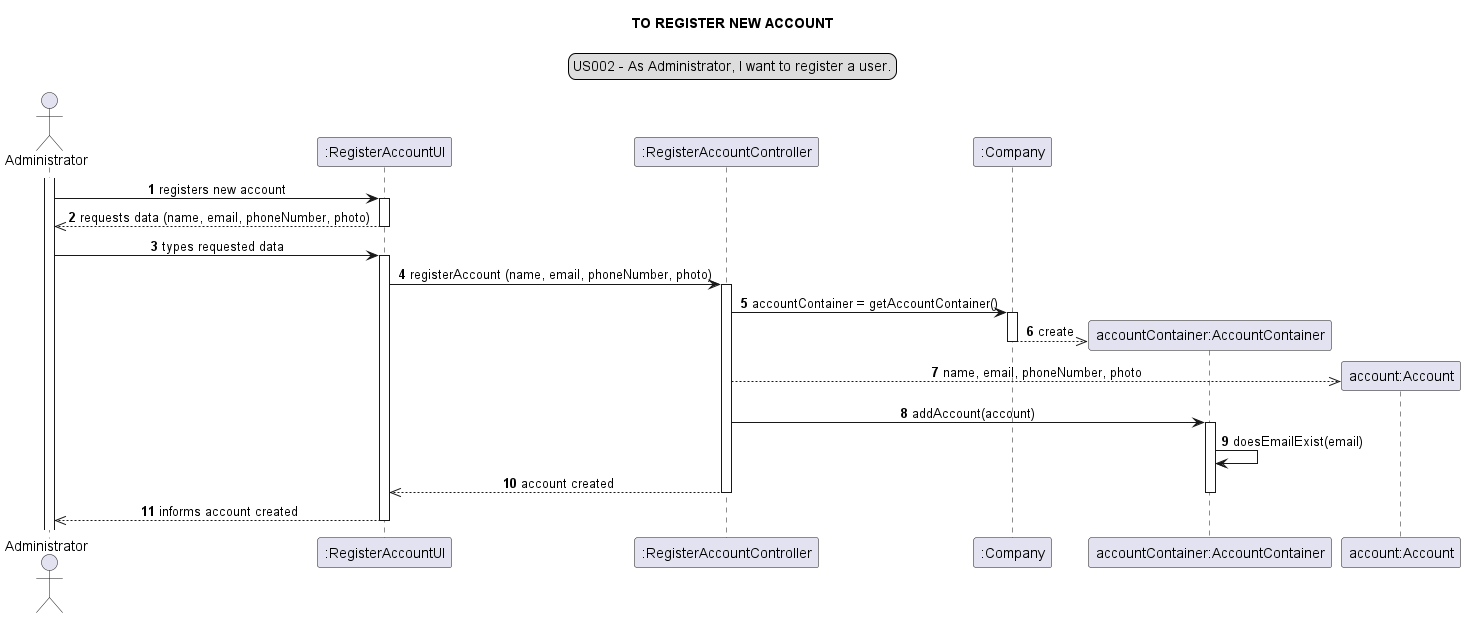 TO REGISTER NEW ACCOUNT
US002 - As Administrator, I want to register a user.
Administrator
:RegisterAccountUI
:RegisterAccountController
:Company
1 registers new account
2 requests data (name, email, phoneNumber, photo)
3 types requested data
4 registerAccount (name, email, phoneNumber, photo)
5 accountContainer = getAccountContainer()
6 create
accountContainer:AccountContainer
7 name, email, phoneNumber, photo
account:Account
8 addAccount(account)
9 doesEmailExist(email)
10 account created
11 informs account created
Administrator
:RegisterAccountUI
:RegisterAccountController
:Company
accountContainer:AccountContainer
account:Account